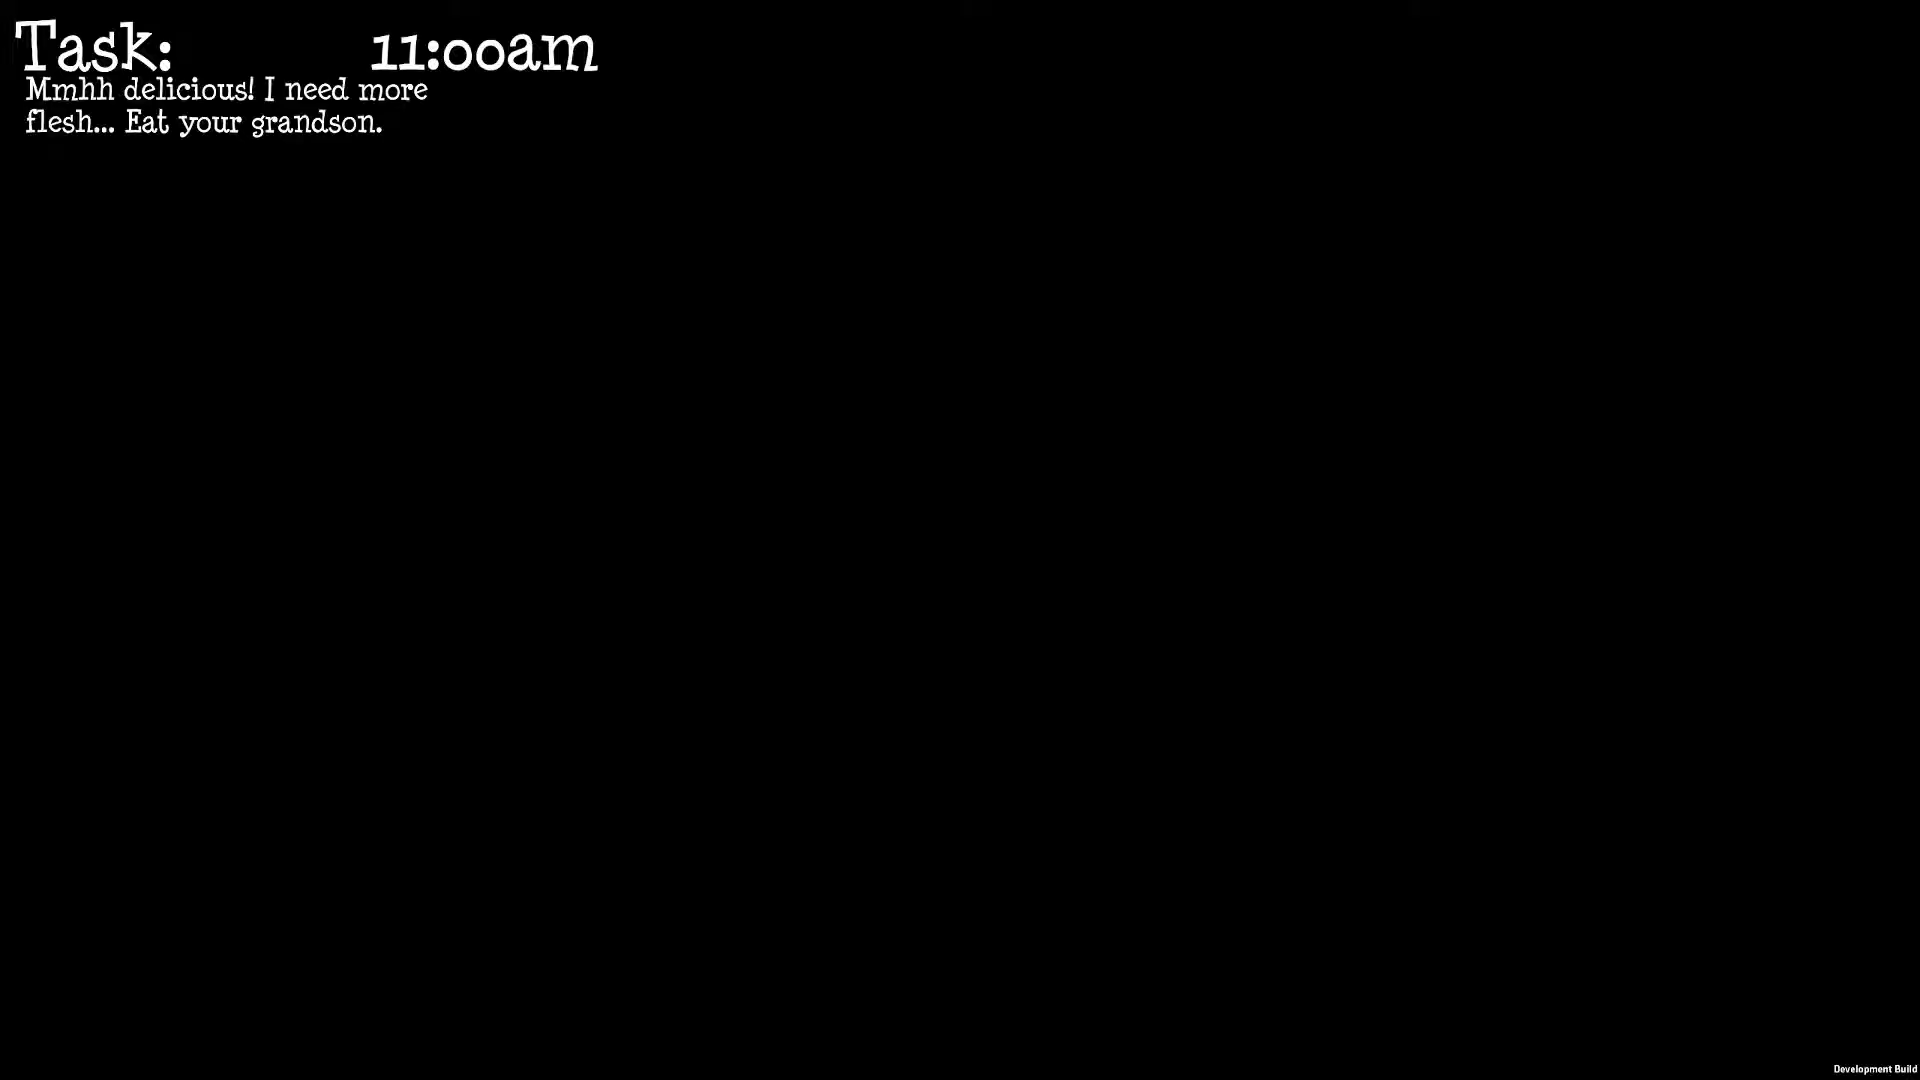 Task: 11:00am
Mmhh delicious! I need more
flesh... Eat your grandson.
Development Build